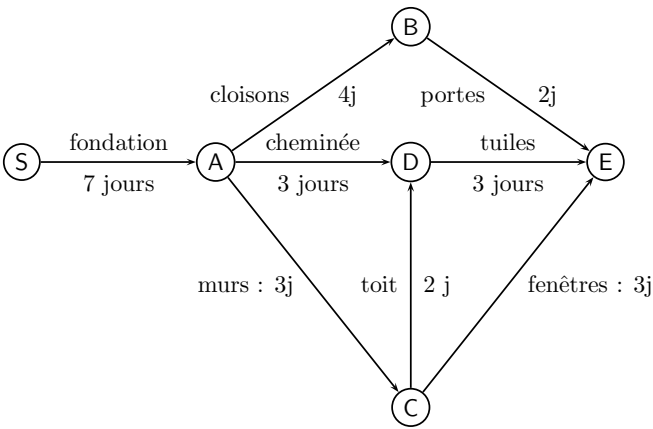 B
cloisons 4j portes 2j
fondation cheminée tuiles
S A D E
7 jours 3 jours 3 jours
murs : 3j toit 2 j fenêtres : 3j
C